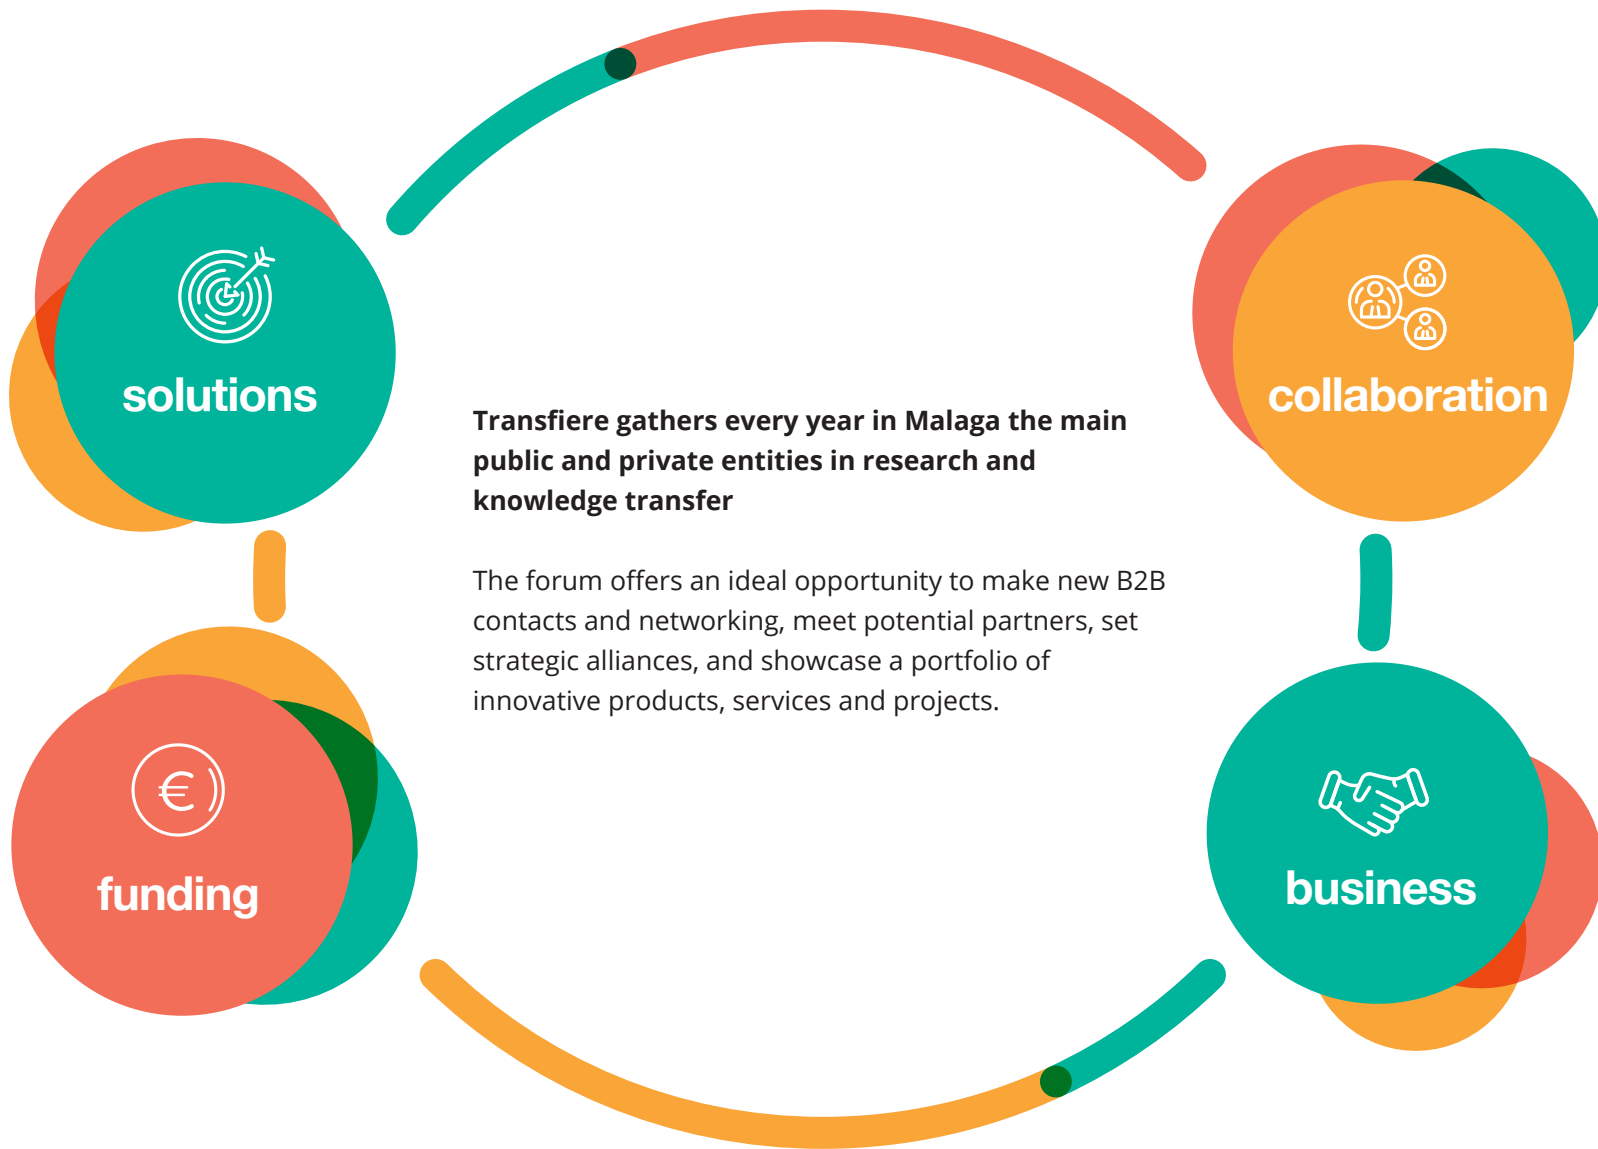 solutions
collaboration
Transfiere gathers every year in Malaga the main
public and private entities in research and
knowledge transfer
The forum offers an ideal opportunity to make new B2B
contacts and networking, meet potential partners, set
strategic alliances, and showcase a portfolio of
innovative products, services and projects.
€
funding
business